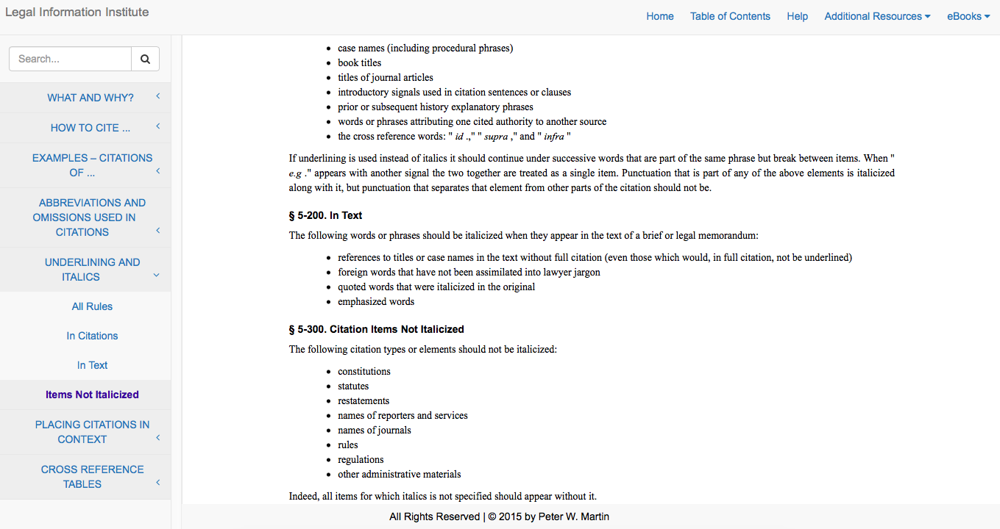 Legal Information Institute
Home Table of Contents Help Additional Resources eBooks
Search...
WHAT AND WHY?
HOW TO CITE ...
EXAMPLES – CITATIONS
OF ...
ABBREVIATIONS AND
OMISSIONS USED IN
CITATIONS
UNDERLINING AND
ITALICS
All Rules
In Citations
In Text
Items Not Italicized
PLACING CITATIONS IN
CONTEXT
CROSS REFERENCE
TABLES
• case names (including procedural phrases)
• book titles
• titles of journal articles
• introductory signals used in citation sentences or clauses
• prior or subsequent history explanatory phrases
• words or phrases attributing one cited authority to another source
• the cross reference words: " id .," " supra ," and " infra "
If underlining is used instead of italics it should continue under successive words that are part of the same phrase but break between items. When "
e.g ." appears with another signal the two together are treated as a single item. Punctuation that is part of any of the above elements is italicized
along with it, but punctuation that separates that element from other parts of the citation should not be.
§ 5-200. In Text
The following words or phrases should be italicized when they appear in the text of a brief or legal memorandum:
• references to titles or case names in the text without full citation (even those which would, in full citation, not be underlined)
• foreign words that have not been assimilated into lawyer jargon
• quoted words that were italicized in the original
• emphasized words
§ 5-300. Citation Items Not Italicized
The following citation types or elements should not be italicized:
• constitutions
• statutes
• restatements
• names of reporters and services
• names of journals
• rules
• regulations
• other administrative materials
Indeed, all items for which italics is not specified should appear without it.
All Rights Reserved | © 2015 by Peter W. Martin